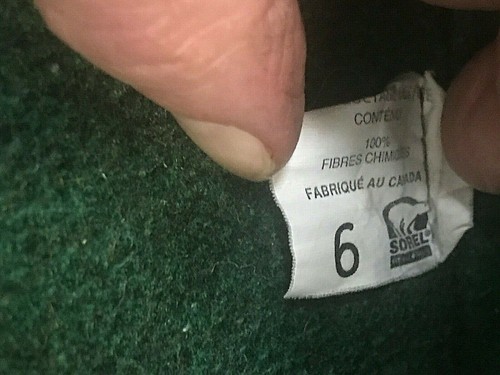 CONTENU
100%
FIBRES CHIMIQUES
FABRIQUÉ AU CANADA
6
SOREL